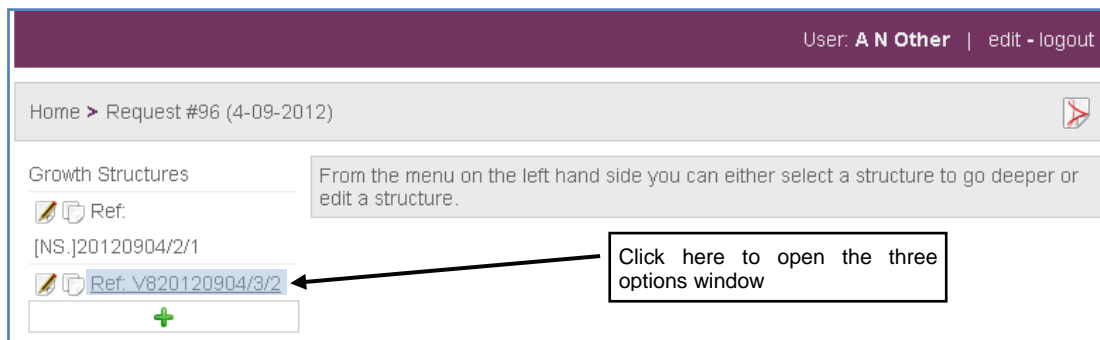 User: A N Other | edit - logout
Home > Request #96 (4-09-2012)
Growth Structures
From the menu on the left hand side you can either select a structure to go deeper or
edit a structure.
Ref:
[NS.]20120904/2/1
Click here to open the three
options window
Ref: V820120904/3/2